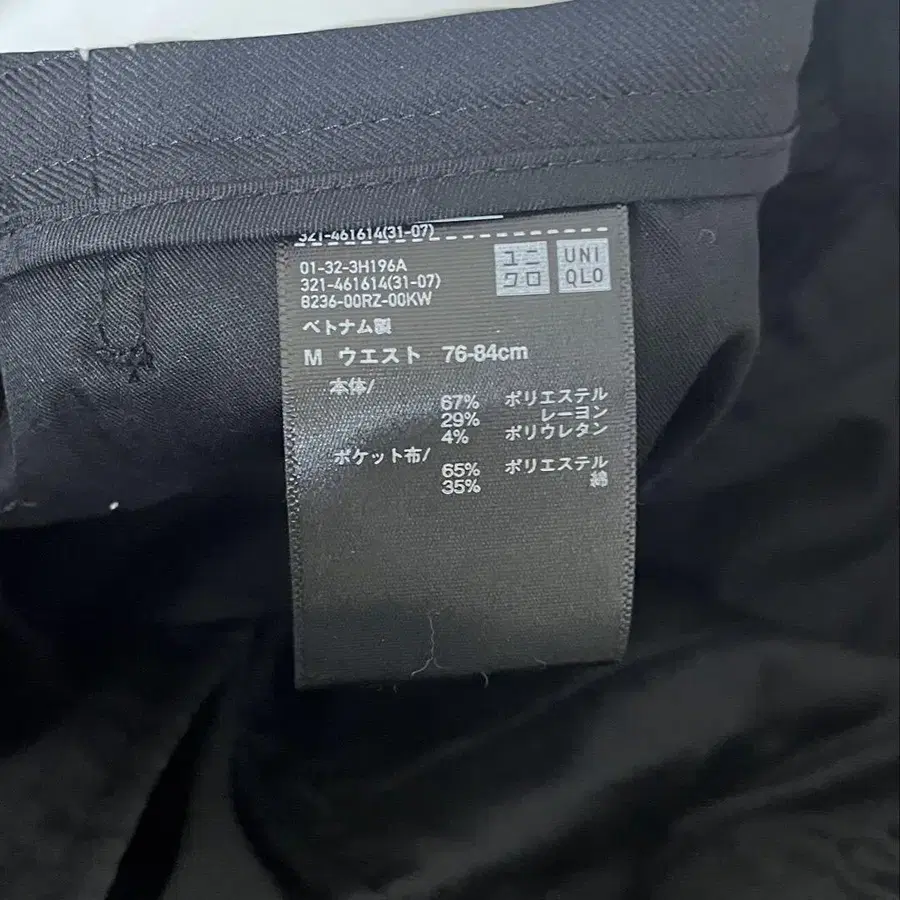 321-461614(31-07)
01-32-3H196A
321-461614(31-07)
8236-00RZ-00KW
ユニ
クロ
UNI
QLO
ベトナム製
M ウエスト 76-84cm
本体/
67% ポリエステル
29% レーヨン
4% ポリウレタン
ポケット布/
65% ポリエステル
35% 綿